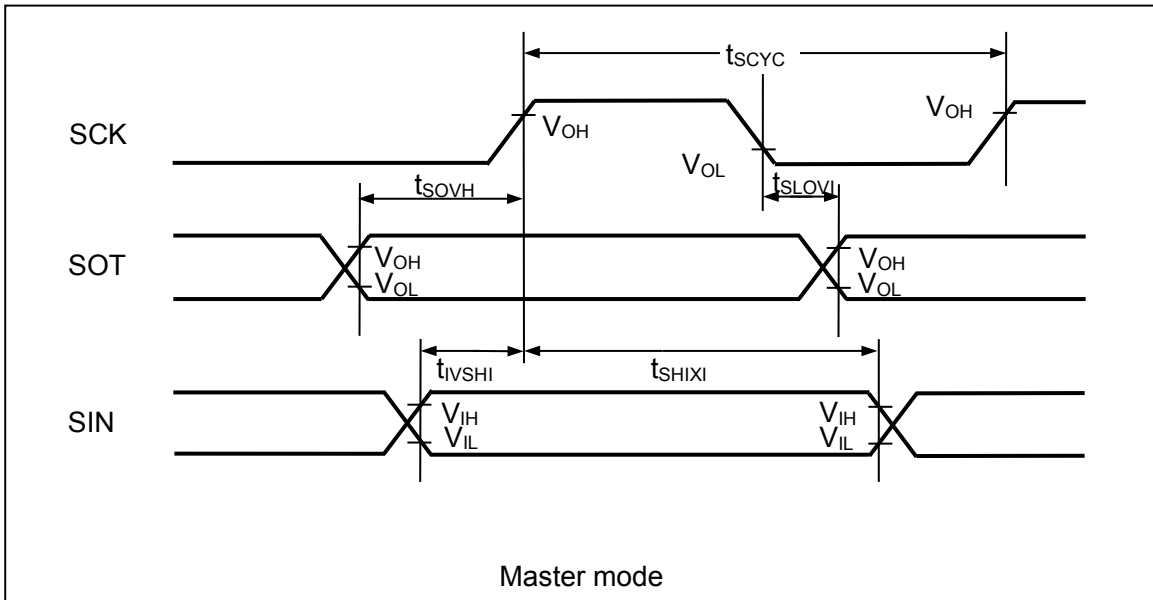 tSCYC
SCK
VOH
VOH
VOL
tSOVH
tSLOVI
SOT
VOH
VOL
VOH
VOL
tIVSHI
tSHIXI
SIN
VIH
VIL
VIH
VIL
Master mode